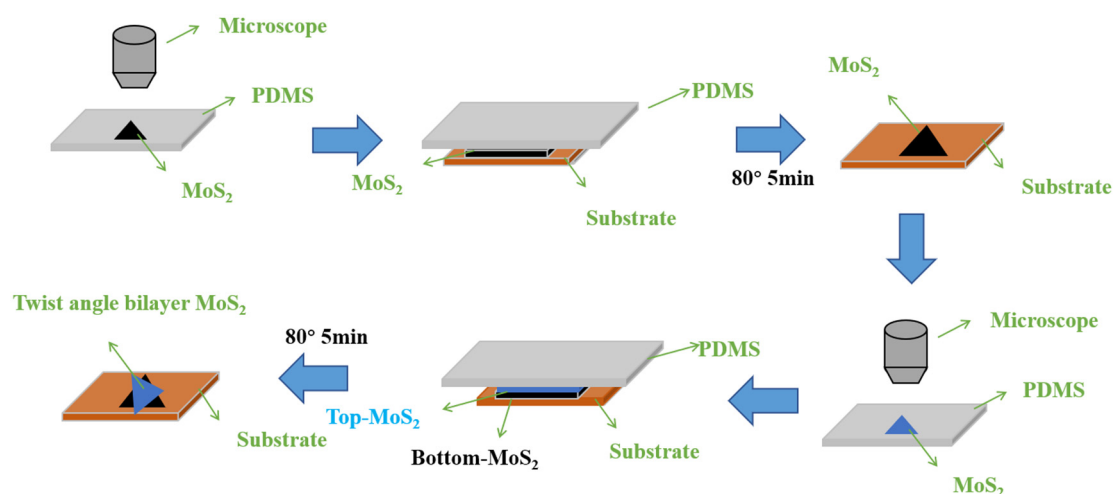 Microscope
PDMS
MoS₂
PDMS
MoS₂
Substrate
80° 5min
MoS₂
Substrate
Microscope
PDMS
MoS₂
PDMS
Top-MoS₂
Bottom-MoS₂
Substrate
80° 5min
Twist angle bilayer MoS₂
Substrate